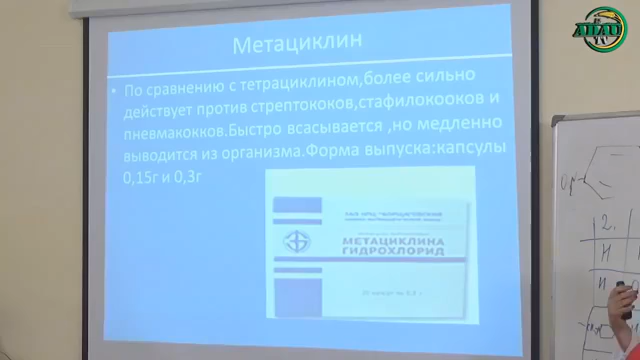 Метациклин
• По сравнению с тетрациклином,более сильно
действует против стрептококов,стафилокооков и
пневмакокков.Быстро всасывается ,но медленно
выводится из организма.Форма выпуска:капсулы
0,15г и 0,3г
МЕТАЦИКЛИНА
ГИДРОХЛОРИД
2.
Н
Н